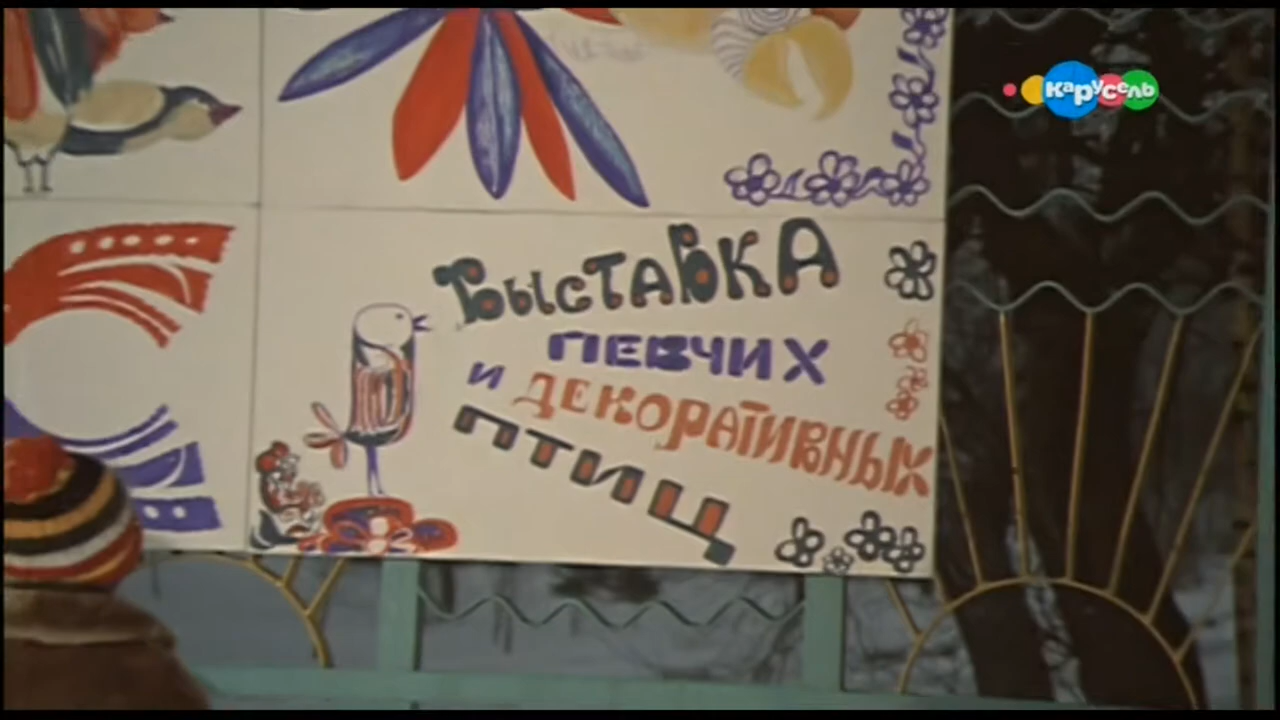 карусель
Выставка
певчих
и декоративных
птиц